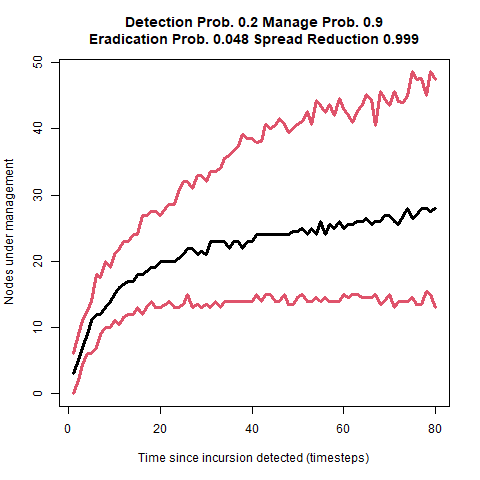 Detection Prob. 0.2 Manage Prob. 0.9
Eradication Prob. 0.048 Spread Reduction 0.999
Nodes under management
50
40
30
20
10
0
0 20 40 60 80
Time since incursion detected (timesteps)